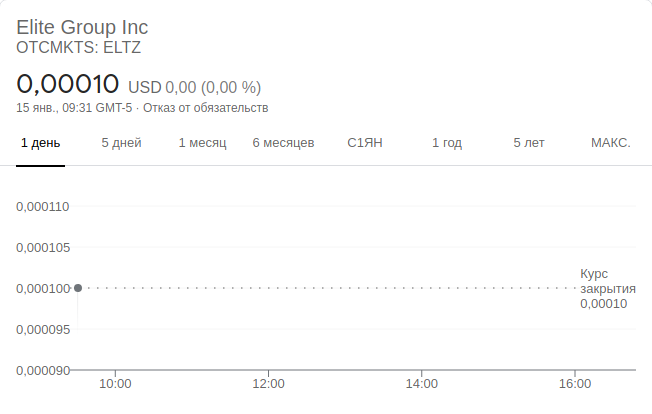 Elite Group Inc
OTCMKTS: ELTZ
0,00010 USD 0,00 (0,00 %)
15 янв., 09:31 GMT-5 · Отказ от обязательств
1 день 5 дней 1 месяц 6 месяцев С1ЯН 1 год 5 лет МАКС.
0,000110
0,000105
0,000100
Курс
закрытия
0,00010
0,000095
0,000090
10:00 12:00 14:00 16:00